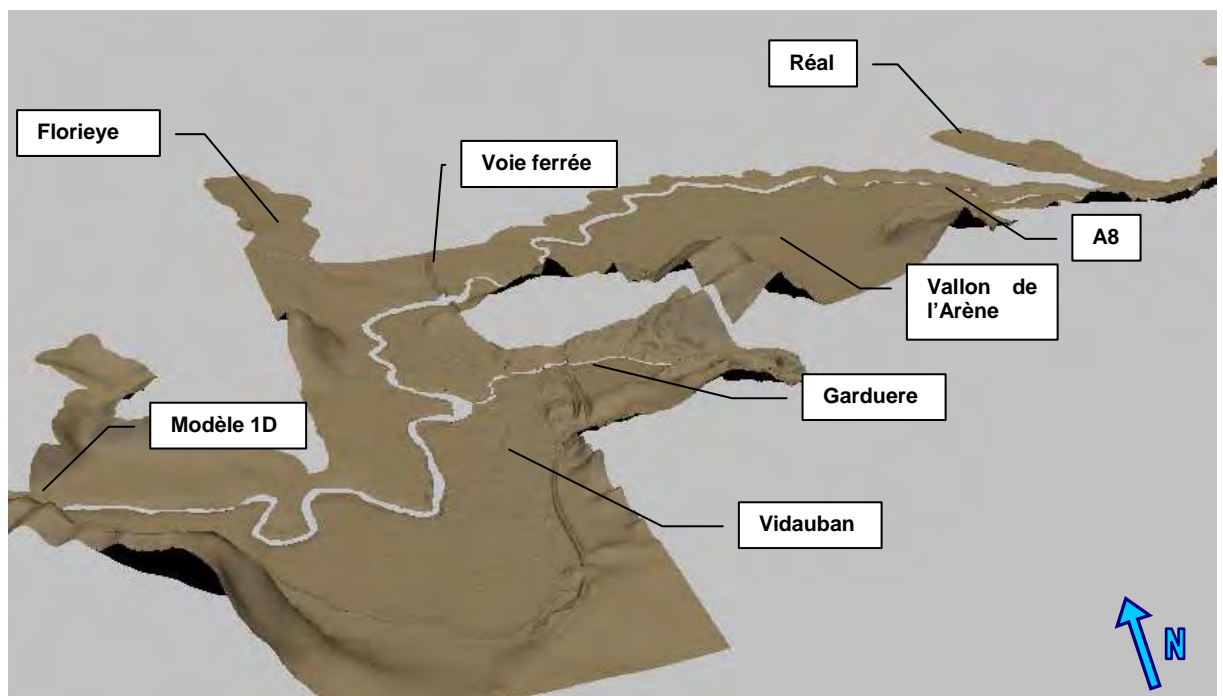 Réal
Florieye
Voie ferrée
A8
Vallon de
l'Arène
Garduere
Modèle 1D
Vidauban
N